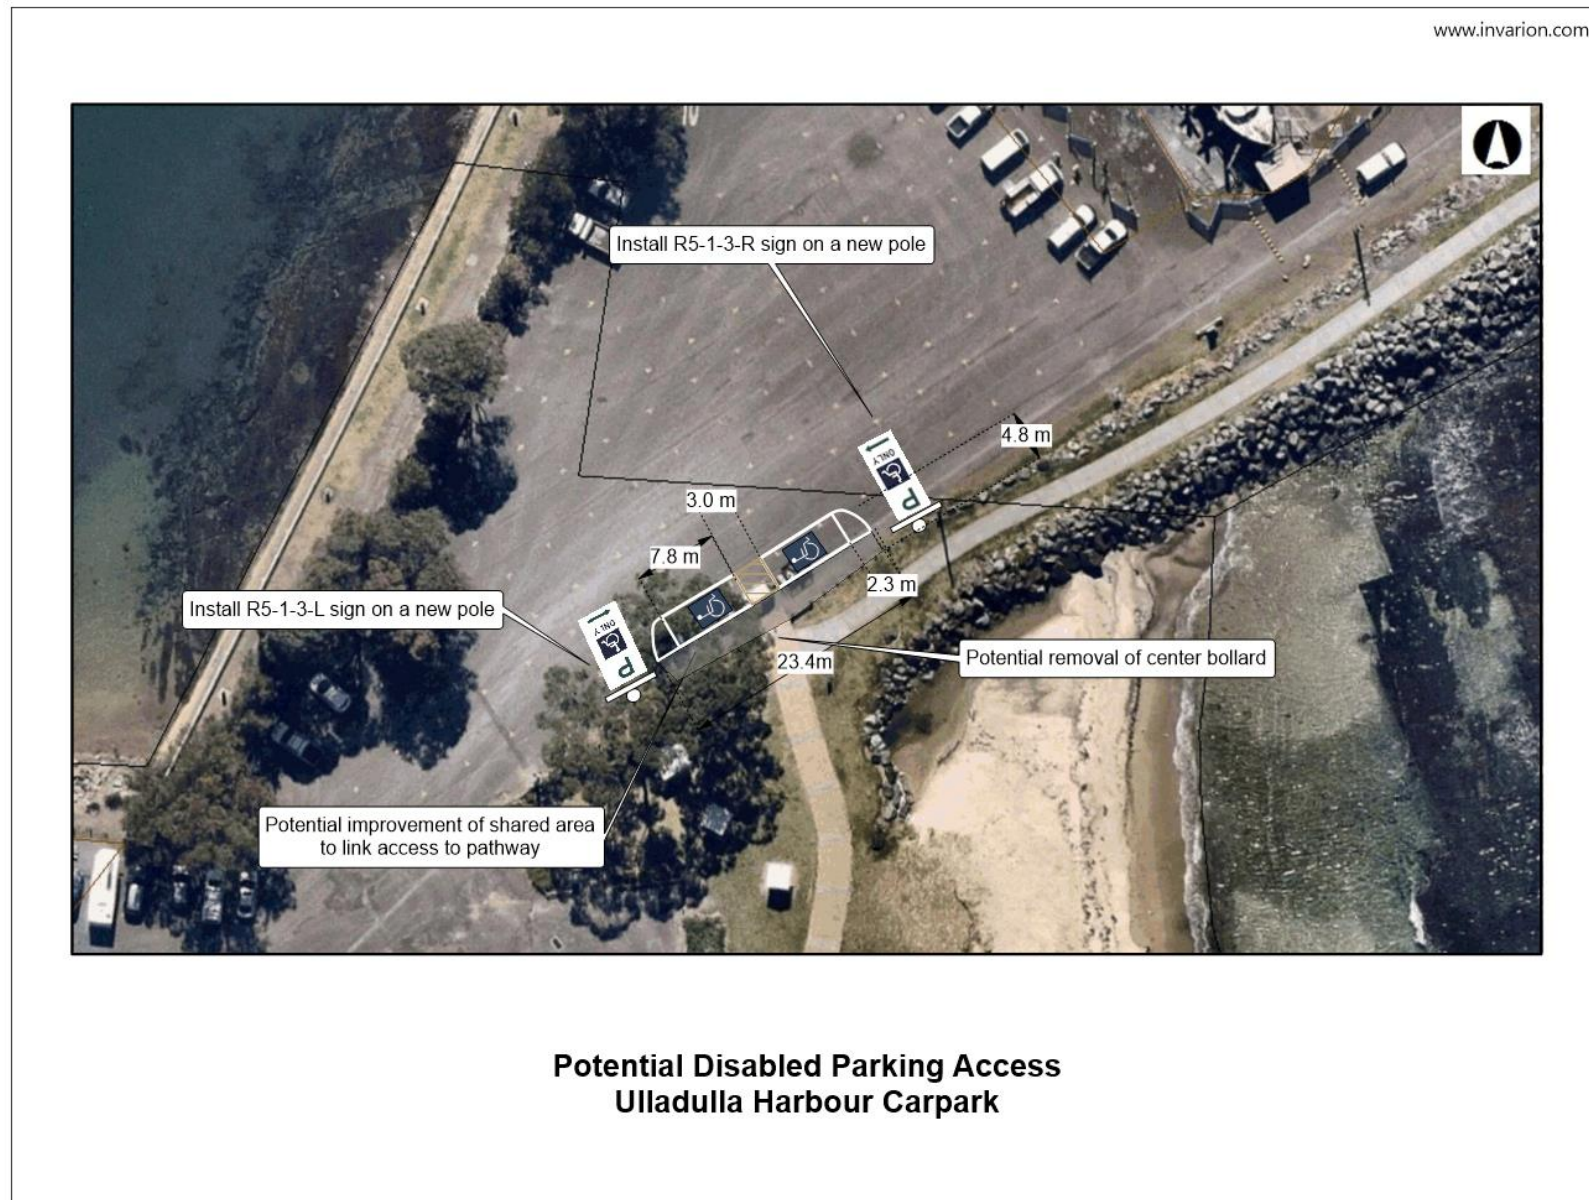 www.invarion.com
Install R5-1-3-R sign on a new pole
4.8 m
ONLY
P
3.0 m
7.8 m
2.3 m
Install R5-1-3-L sign on a new pole
ONLY
P
23.4m
Potential removal of center bollard
Potential improvement of shared area
to link access to pathway
Potential Disabled Parking Access
Ulladulla Harbour Carpark